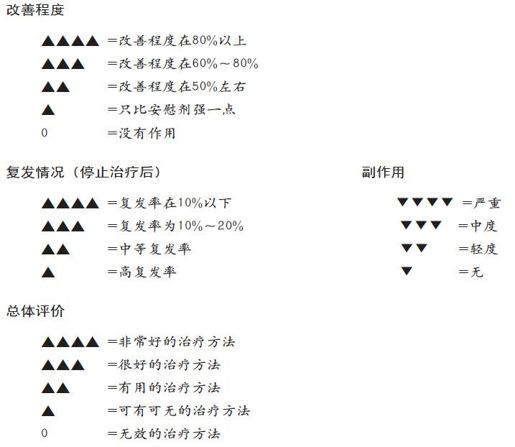 改善程度
▲▲▲▲ =改善程度在80%以上
▲▲▲ =改善程度在60%～80%
▲▲ =改善程度在50%左右
▲ =只比安慰剂强一点
0 =没有作用
复发情况（停止治疗后）
▲▲▲▲ =复发率在10%以下
▲▲▲ =复发率为10%～20%
▲▲ =中等复发率
▲ =高复发率
副作用
▼▼▼▼ =严重
▼▼▼ =中度
▼▼ =轻度
▼ =无
总体评价
▲▲▲▲ =非常好的治疗方法
▲▲▲ =很好的治疗方法
▲▲ =有用的治疗方法
▲ =可有可无的治疗方法
0 =无效的治疗方法